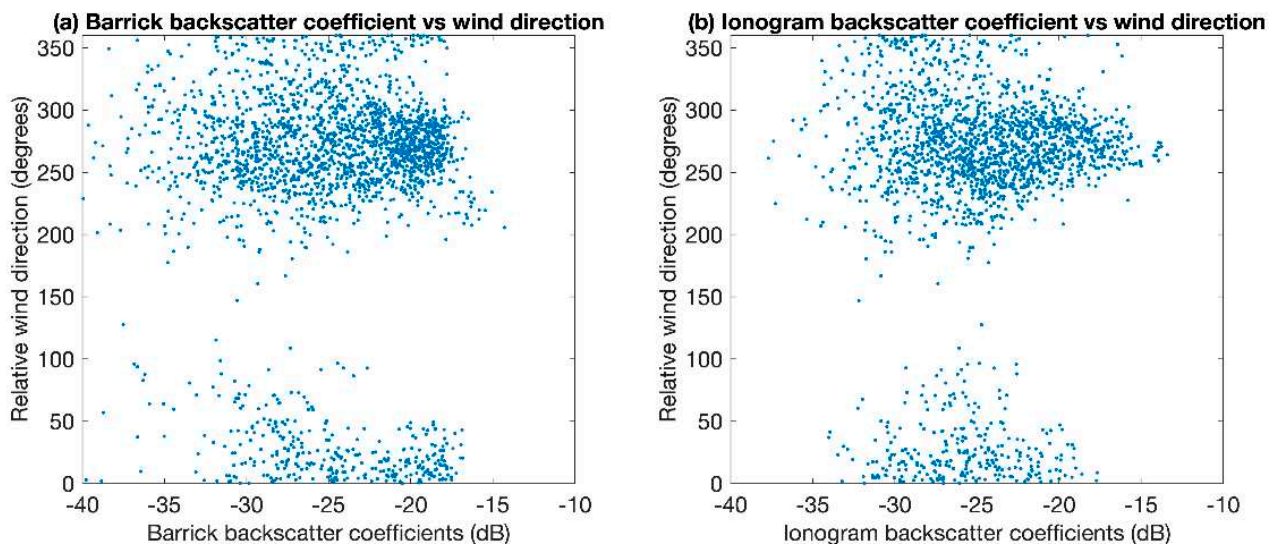 (a) Barrick backscatter coefficient vs wind direction
350
300
250
200
150
100
50
0
Relative wind direction (degrees)
-40 -35 -30 -25 -20 -15 -10
Barrick backscatter coefficients (dB)
(b) Ionogram backscatter coefficient vs wind direction
350
300
250
200
150
100
50
0
Relative wind direction (degrees)
-40 -35 -30 -25 -20 -15 -10
Ionogram backscatter coefficients (dB)